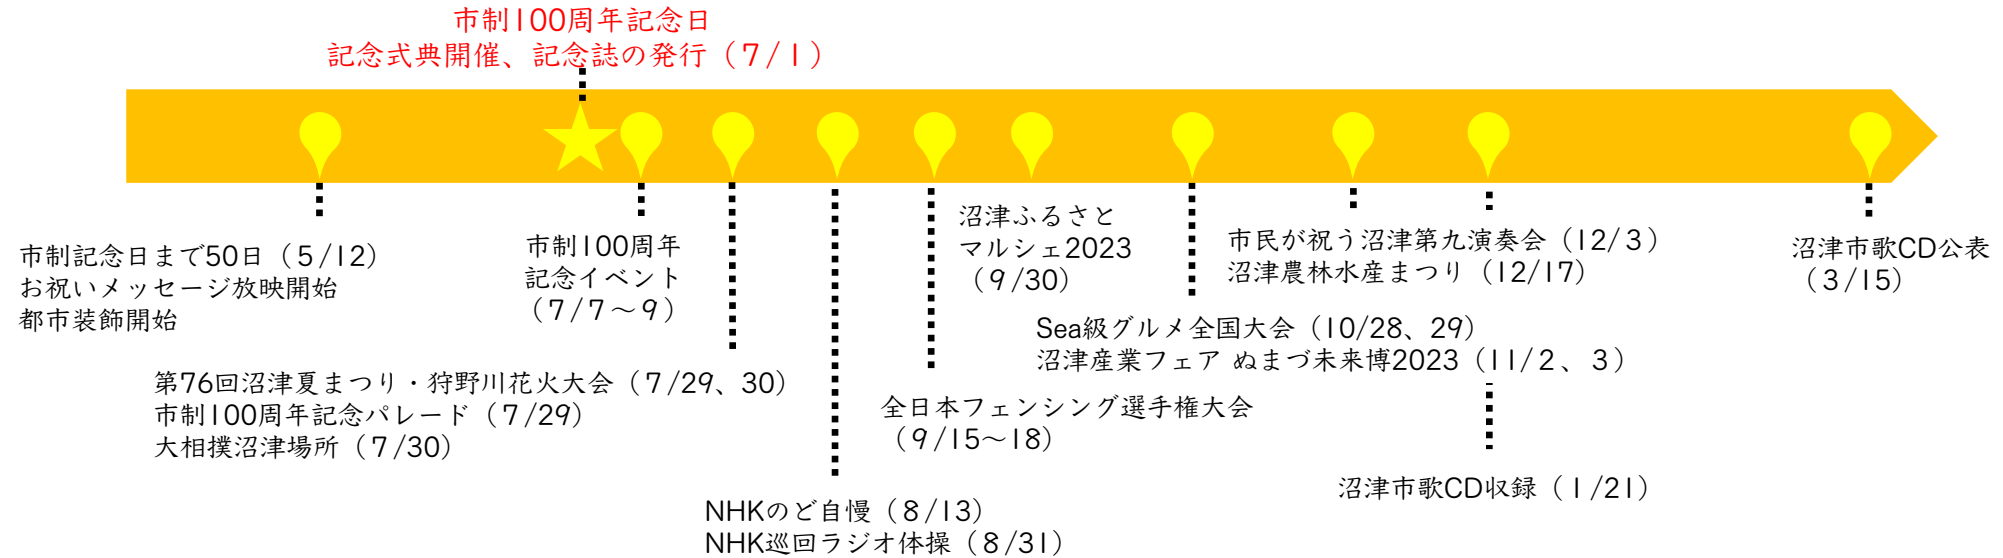 市制100周年記念日
記念式典開催、記念誌の発行（７/１）
市制記念日まで50日（５/12）
お祝いメッセージ放映開始
都市装飾開始
市制100周年
記念イベント
（７/７～９）
第76回沼津夏まつり・狩野川花火大会（７/29、30）
市制100周年記念パレード（７/29）
大相撲沼津場所（７/30）
NHKのど自慢（８/13）
NHK巡回ラジオ体操（８/31）
全日本フェンシング選手権大会
（９/15～18）
沼津ふるさと
マルシェ2023
（９/30）
Sea級グルメ全国大会（10/28、29）
沼津産業フェア ぬまづ未来博2023（11/２、３）
市民が祝う沼津第九演奏会（12/３）
沼津農林水産まつり（12/17）
沼津市歌CD収録（１/21）
沼津市歌CD公表
（３/15）